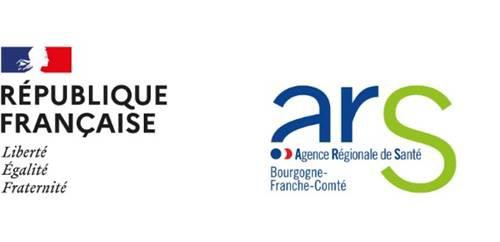 RÉPUBLIQUE
FRANÇAISE
Liberté
Égalité
Fraternité
ars
Agence Régionale de Santé
Bourgogne-
Franche-Comté